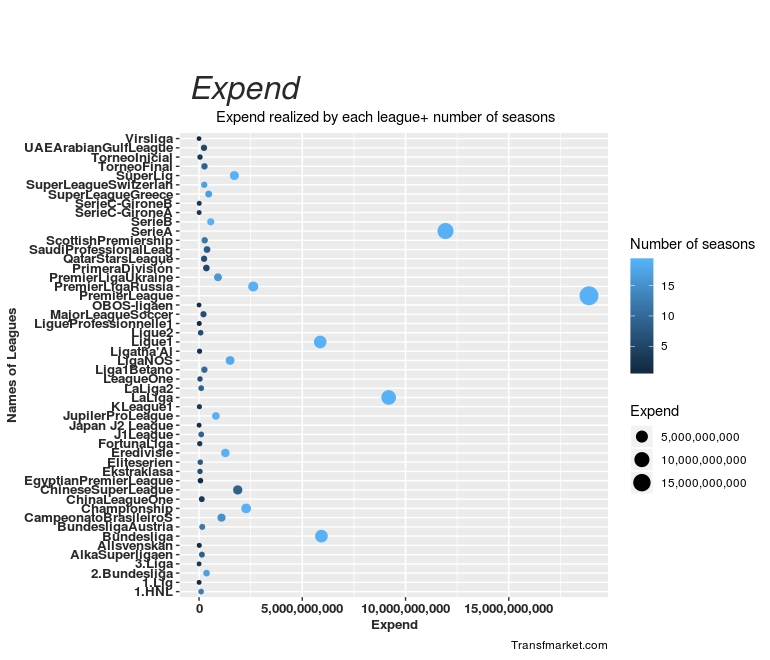 Expend
Expend realized by each league+ number of seasons
Names of Leagues
Virsliga
UAEArabianGulfLeague
TorneoInicial
TorneoFinal
SüperLig
SuperLeagueSwitzerlan
SuperLeagueGreece
SerieC-GironeB
SerieC-GironeA
SerieB
SerieA
ScottishPremiership
SaudiProfessionalLeag
QatarStarsLeague
PrimeraDivisión
PremierLigaUkraine
PremierLigaRussia
PremierLeague
OBOS-ligaen
MajorLeagueSoccer
LigueProfessionnelle1
Ligue2
Ligue1
Ligatha'Al
LigaNOS
Liga1Betano
LeagueOne
LaLiga2
LaLiga
KLeague1
JupilerProLeague
Japan J2 League
J1League
FortunaLiga
Eredivisie
Eliteserien
Ekstraklasa
EgyptianPremierLeague
ChineseSuperLeague
ChinaLeagueOne
Championship
CampeonatoBrasileiroS
BundesligaAustria
Bundesliga
Allsvenskan
AlkaSuperligaen
3.Liga
2.Bundesliga
1.Lig
1.HNL
0
5,000,000,000
10,000,000,000
15,000,000,000
Expend
Number of seasons
15
10
5
Expend
5,000,000,000
10,000,000,000
15,000,000,000
Transfmarket.com